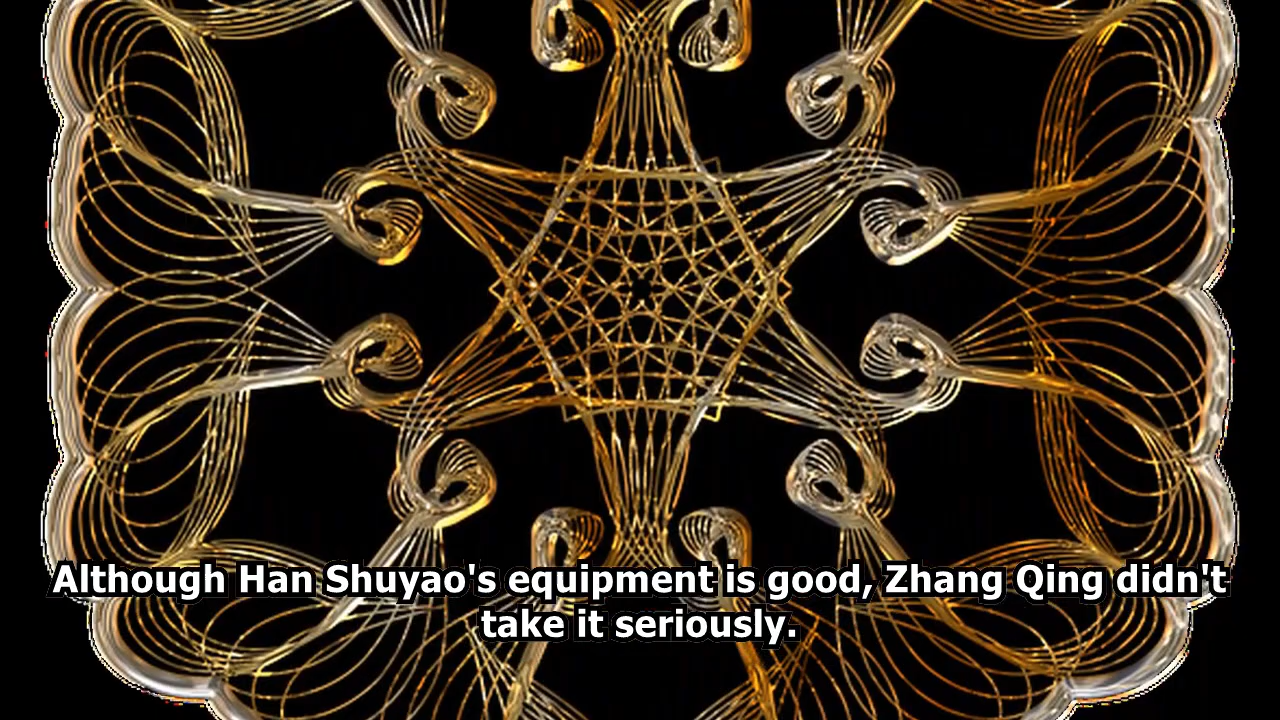 Although Han Shuyao's equipment is good, Zhang Qing didn't
take it seriously.